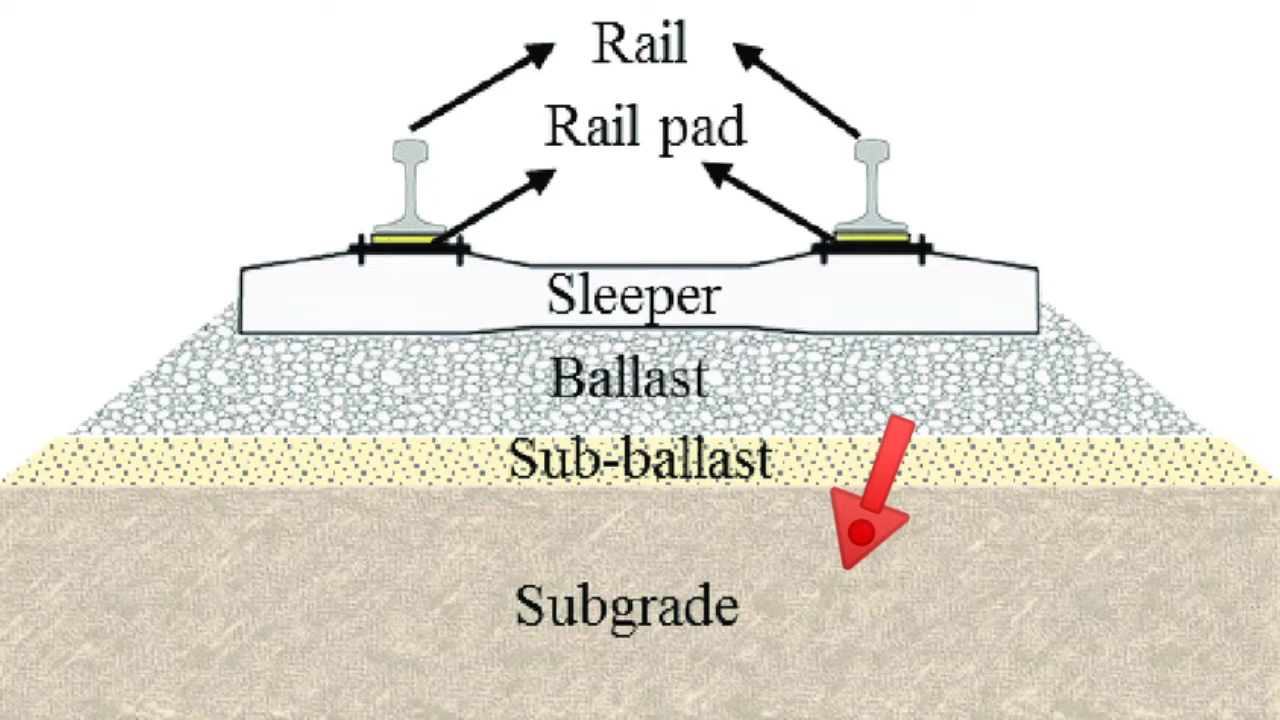 Rail
Rail pad
Sleeper
Ballast
Sub-ballast
Subgrade